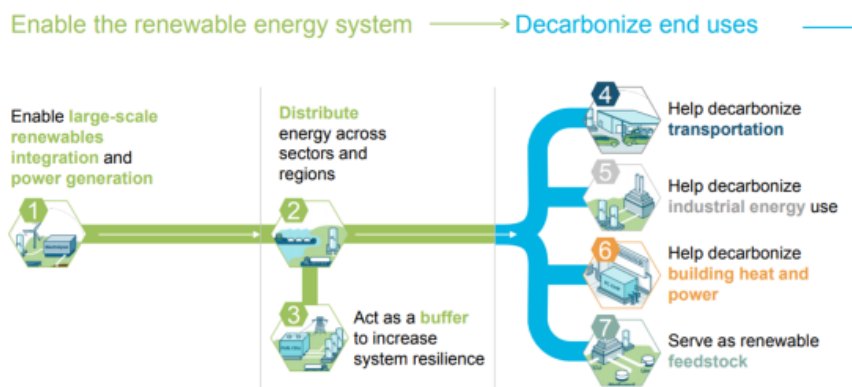 Enable the renewable energy system
Decarbonize end uses
Enable large-scale
renewables
integration and
power generation
1
Distribute
energy across
sectors and
regions
2
3
Act as a buffer
to increase
system resilience
4
Help decarbonize
transportation
5
Help decarbonize
industrial energy use
6
Help decarbonize
building heat and
power
7
Serve as renewable
feedstock